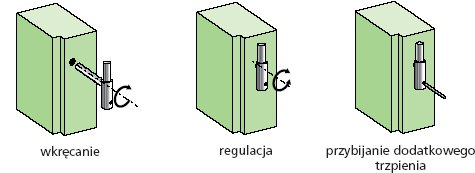 wkręcanie
regulacja
przybijanie dodatkowego
trzpienia